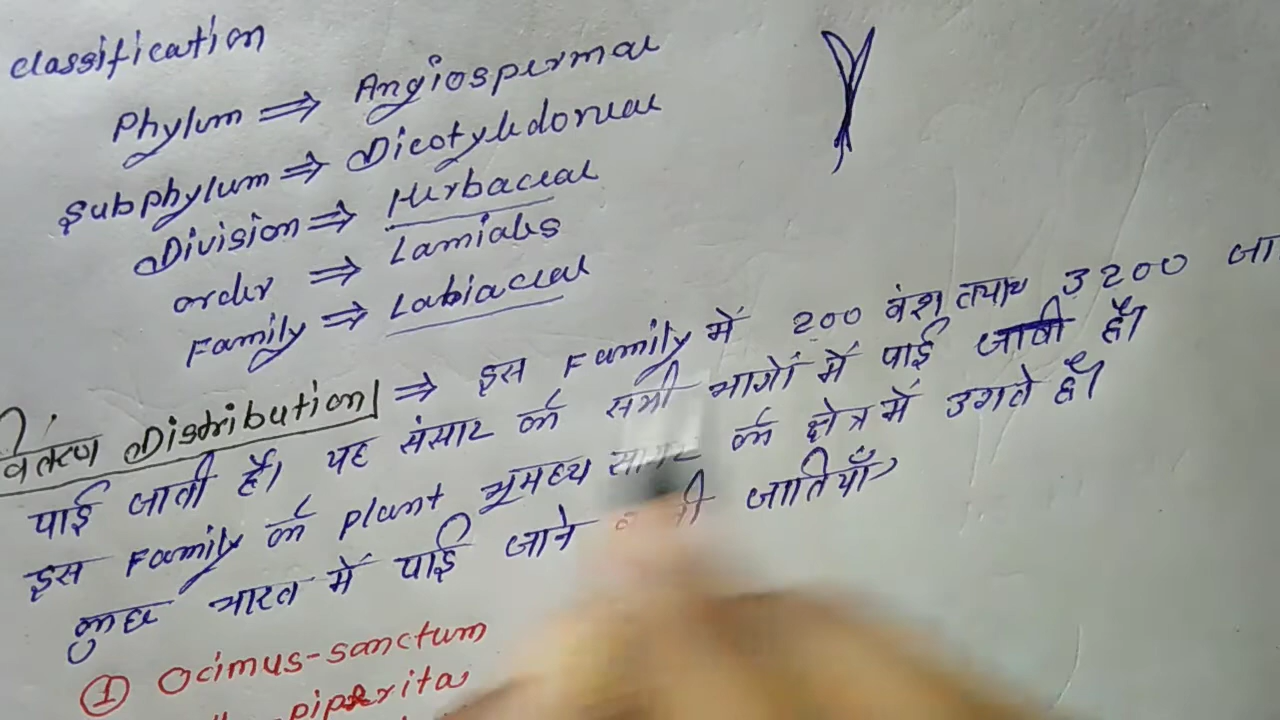 classification
Phylum ⇒ Angiospermae
Subphylum ⇒ Dicotyledoneae
Division ⇒ Herbaceae
order ⇒ Lamiales
Family ⇒ Labiaceae
वितरण Distribution ⇒ इस Family में 200 वंश तथा 3200 जा
पाई जाती हैं। यह संसार के सभी भागों में पाई जाती हैं।
इस Family के plant भूमध्य सागर के क्षेत्र में उगते हैं।
कुछ भारत में पाई जाने जातियाँ
① Ocimus-sanctum
piperita